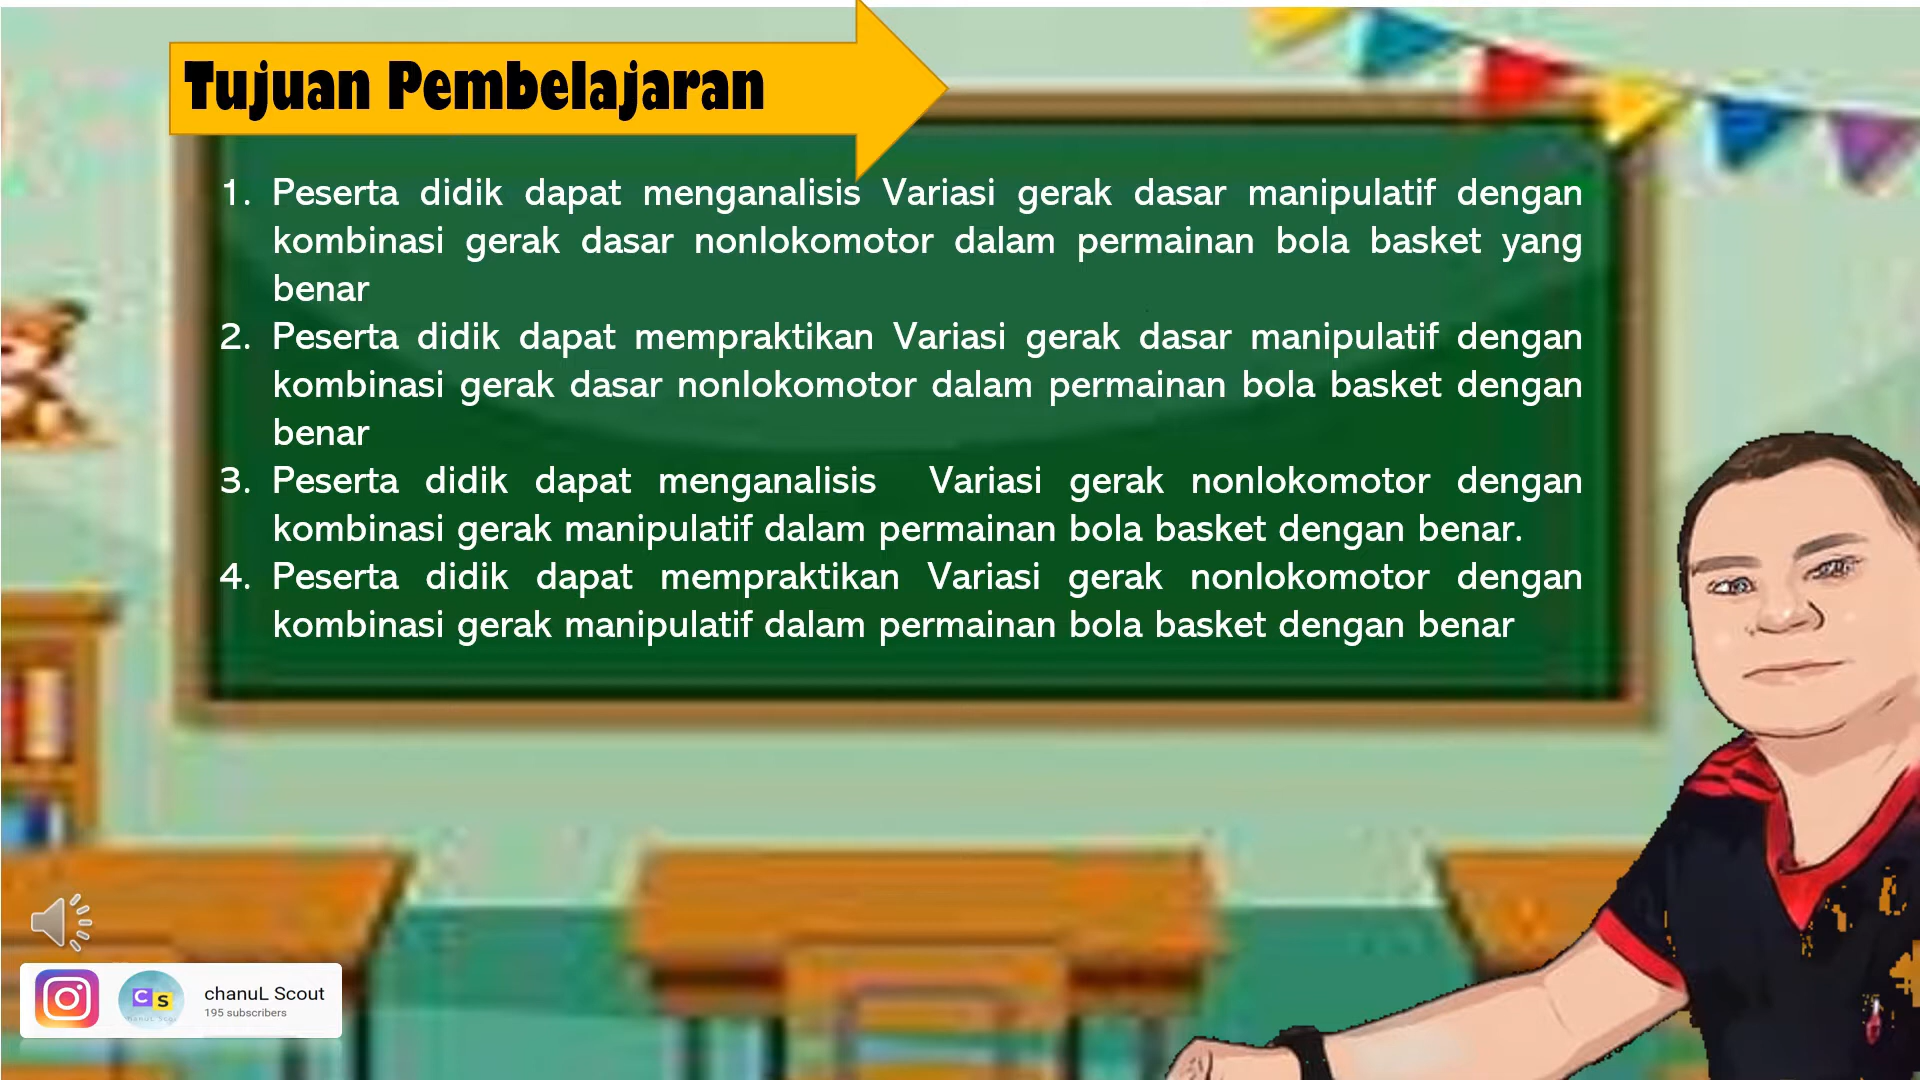 Tujuan Pembelajaran
1. Peserta didik dapat menganalisis Variasi gerak dasar manipulatif dengan
kombinasi gerak dasar nonlokomotor dalam permainan bola basket yang
benar
2. Peserta didik dapat mempraktikan Variasi gerak dasar manipulatif dengan
kombinasi gerak dasar nonlokomotor dalam permainan bola basket dengan
benar
3. Peserta didik dapat menganalisis Variasi gerak nonlokomotor dengan
kombinasi gerak manipulatif dalam permainan bola basket dengan benar.
4. Peserta didik dapat mempraktikan Variasi gerak nonlokomotor dengan
kombinasi gerak manipulatif dalam permainan bola basket dengan benar
CS
chanuL Scout
195 subscribers